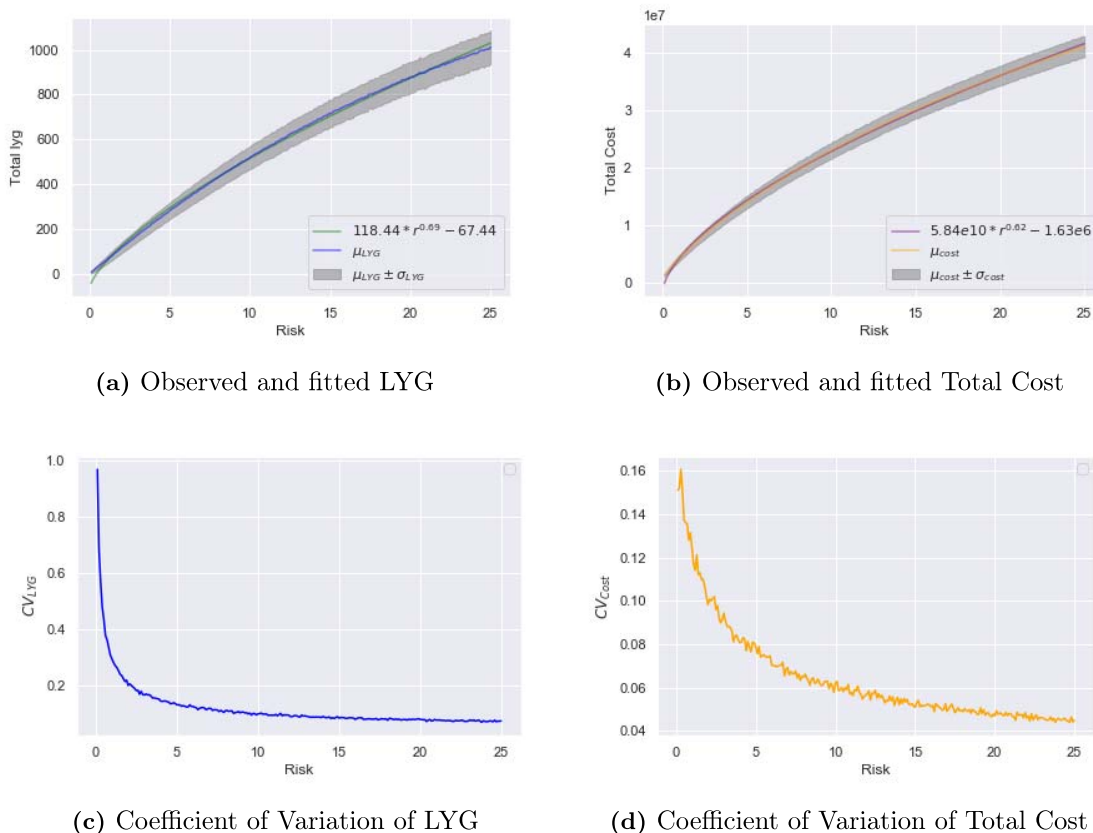 1000
800
600
400
200
0
Total lyg
118.44 * r^0.69 − 67.44
μ_LYG
μ_LYG ± σ_LYG
0 5 10 15 20 25
Risk
(a) Observed and fitted LYG
1e7
4
3
2
1
0
Total Cost
5.84e10 * r^0.62 − 1.63e6
μ_cost
μ_cost ± σ_cost
0 5 10 15 20 25
Risk
(b) Observed and fitted Total Cost
1.0
0.8
0.6
0.4
0.2
CV_LYG
0 5 10 15 20 25
Risk
(c) Coefficient of Variation of LYG
0.16
0.14
0.12
0.10
0.08
0.06
0.04
CV_Cost
0 5 10 15 20 25
Risk
(d) Coefficient of Variation of Total Cost